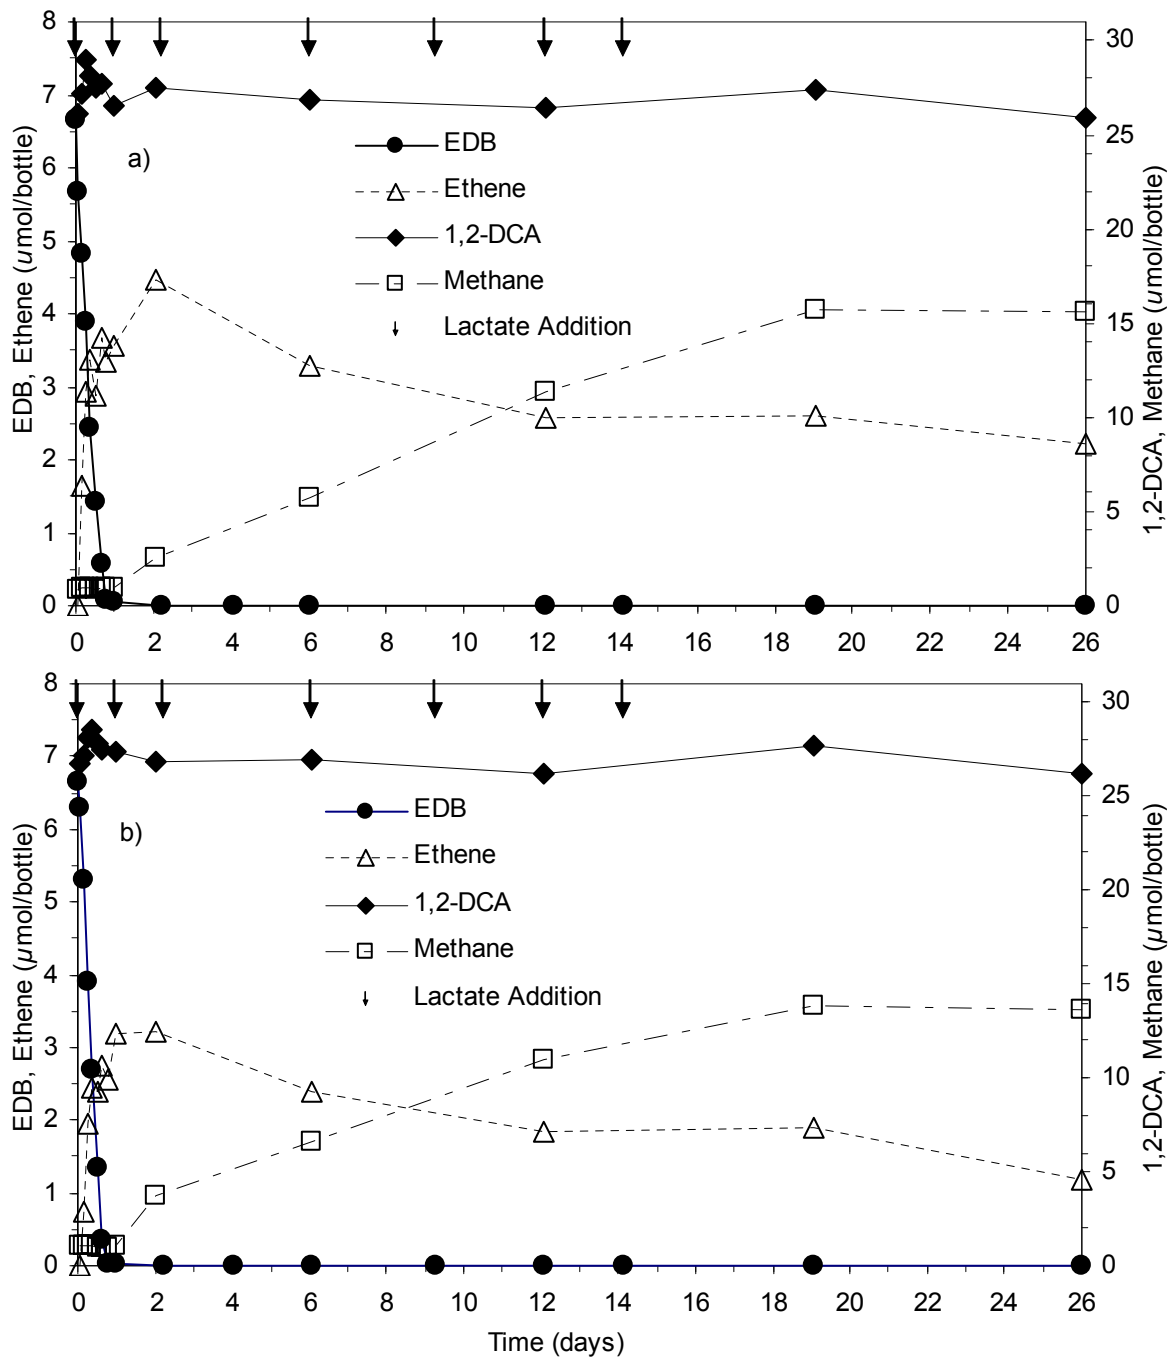 8
7
6
5
4
3
2
1
0
EDB, Ethene (umol/bottle)
a)
EDB
Ethene
1,2-DCA
Methane
Lactate Addition
30
25
20
15
10
5
0
1,2-DCA, Methane (umol/bottle)
0 2 4 6 8 10 12 14 16 18 20 22 24 26
8
7
6
5
4
3
2
1
0
EDB, Ethene (µmol/bottle)
b)
EDB
Ethene
1,2-DCA
Methane
Lactate Addition
30
25
20
15
10
5
0
1,2-DCA, Methane (µmol/bottle)
0 2 4 6 8 10 12 14 16 18 20 22 24 26
Time (days)